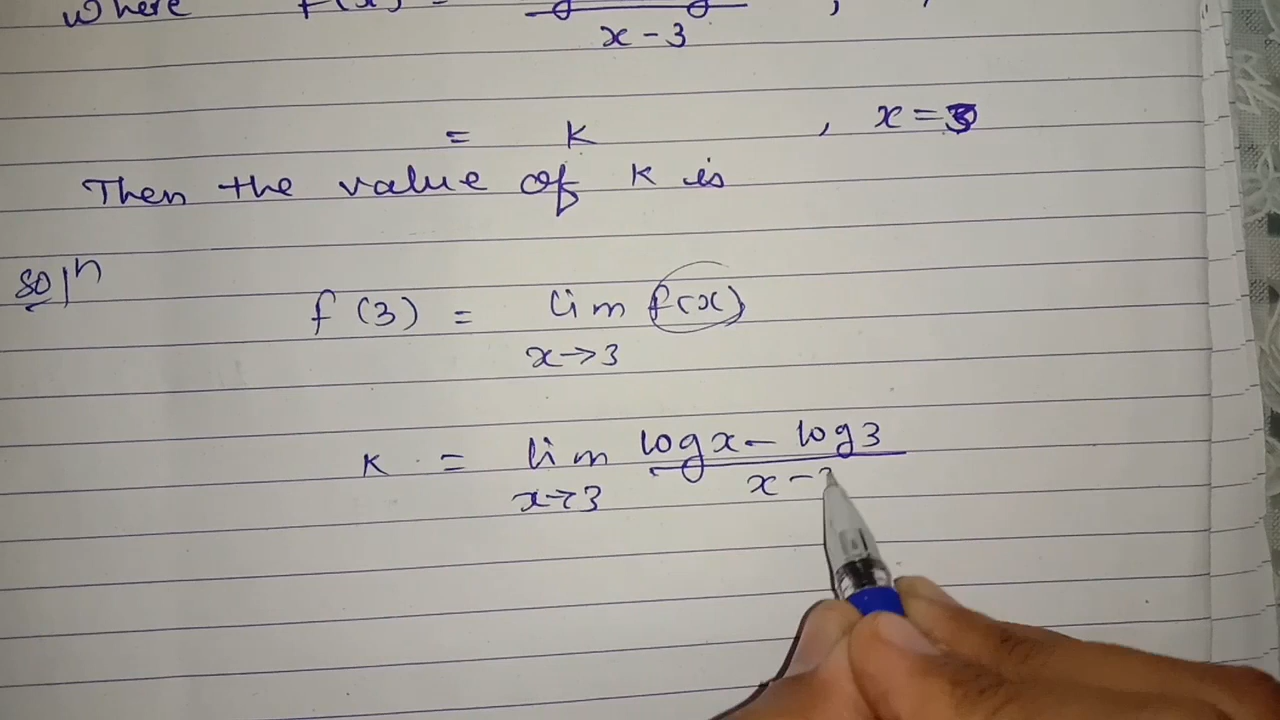 where f(x) =
x - 3
= K , x = 3
Then the value of K is
Soln
f(3) = lim f(x)
x→3
K = lim log x - log 3
x→3 x -